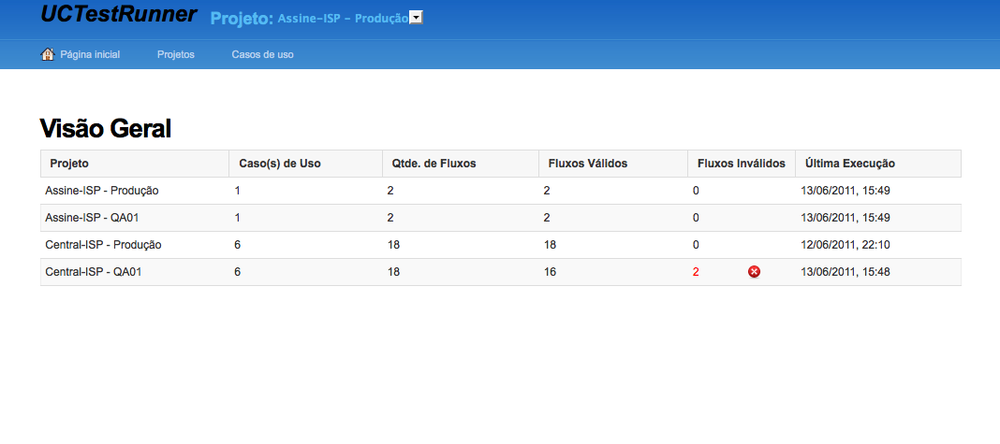 UCTestRunner Projeto: Assine-ISP - Produção
Página inicial Projetos Casos de uso
Visão Geral
Projeto Caso(s) de Uso Qtde. de Fluxos Fluxos Válidos Fluxos Inválidos Última Execução
Assine-ISP - Produção 1 2 2 0 13/06/2011, 15:49
Assine-ISP - QA01 1 2 2 0 13/06/2011, 15:49
Central-ISP - Produção 6 18 18 0 12/06/2011, 22:10
Central-ISP - QA01 6 18 16 2 13/06/2011, 15:48